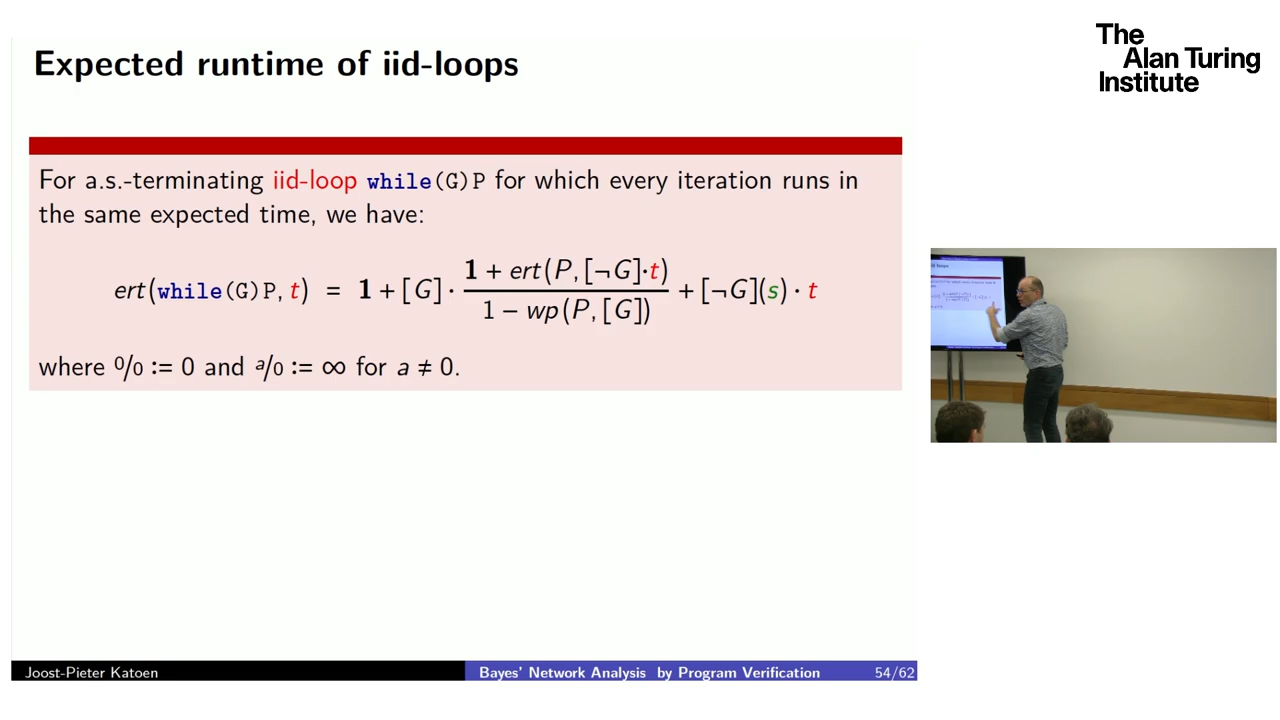 Expected runtime of iid-loops
The
Alan Turing
Institute
For a.s.-terminating iid-loop while(G)P for which every iteration runs in
the same expected time, we have:
ert(while(G)P, t) = 1 + [G] · (1 + ert(P, [¬G]·t)) / (1 − wp(P, [G])) + [¬G](s) · t
where 0/0 := 0 and a/0 := ∞ for a ≠ 0.
Joost-Pieter Katoen
Bayes' Network Analysis by Program Verification
54/62